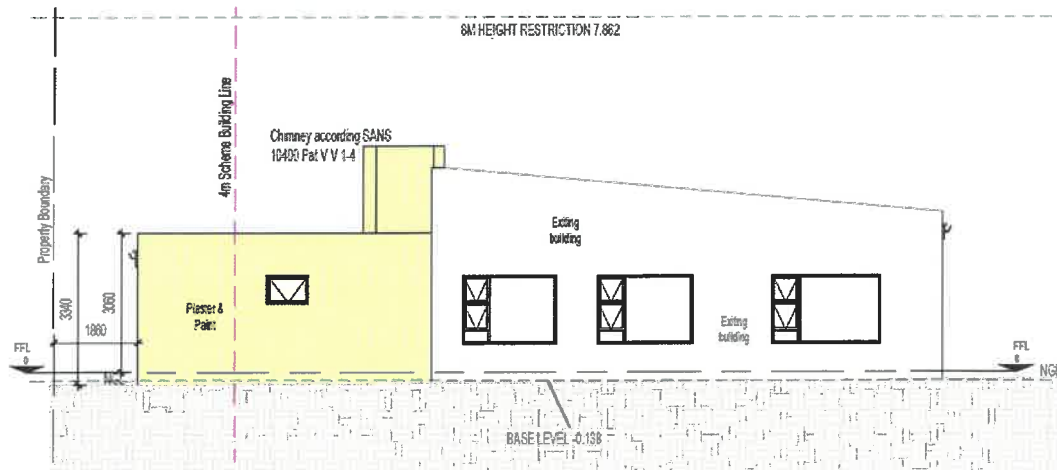 8M HEIGHT RESTRICTION 7.862
4m Scheme Building Line
Property Boundary
Chimney according SANS
10400 Pat V V 1-4
Exiting
building
Plaster &
Paint
Exiting
building
3340
3060
1860
FFL
0
FFL
0
NGL
BASE LEVEL -0.138